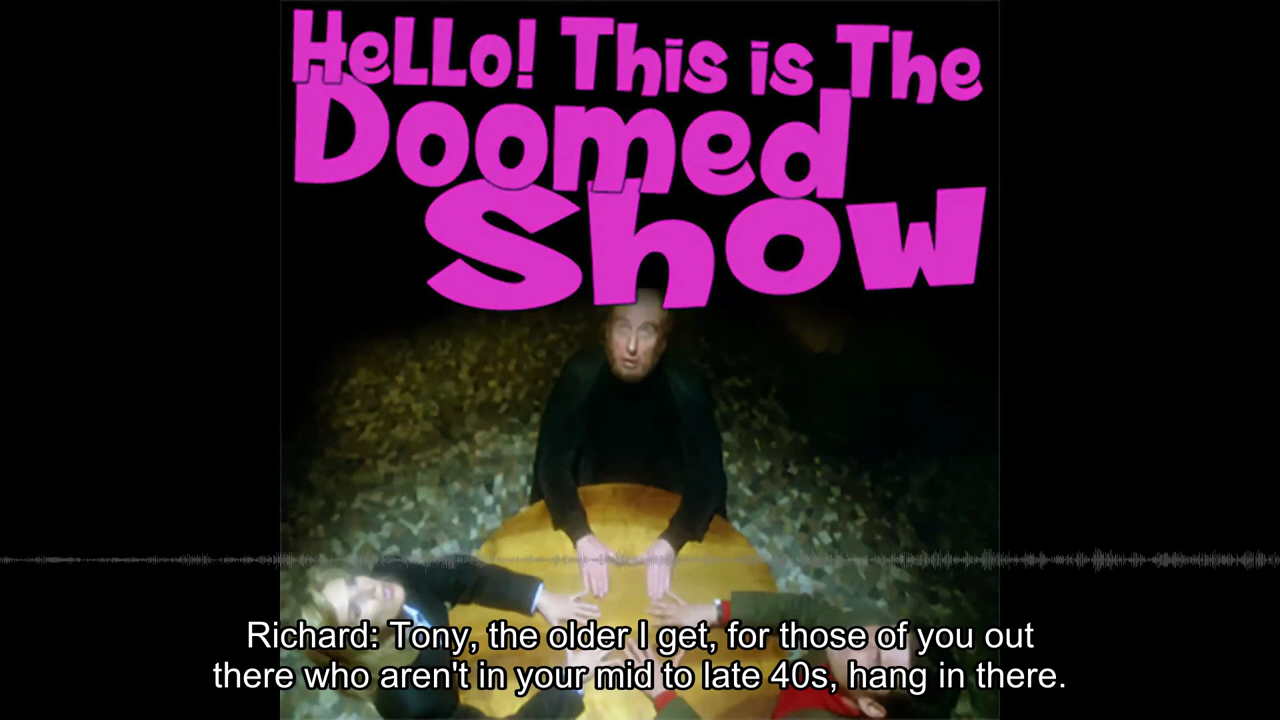 HeLLo! This is The
Doomed
Show
Richard: Tony, the older I get, for those of you out
there who aren't in your mid to late 40s, hang in there.